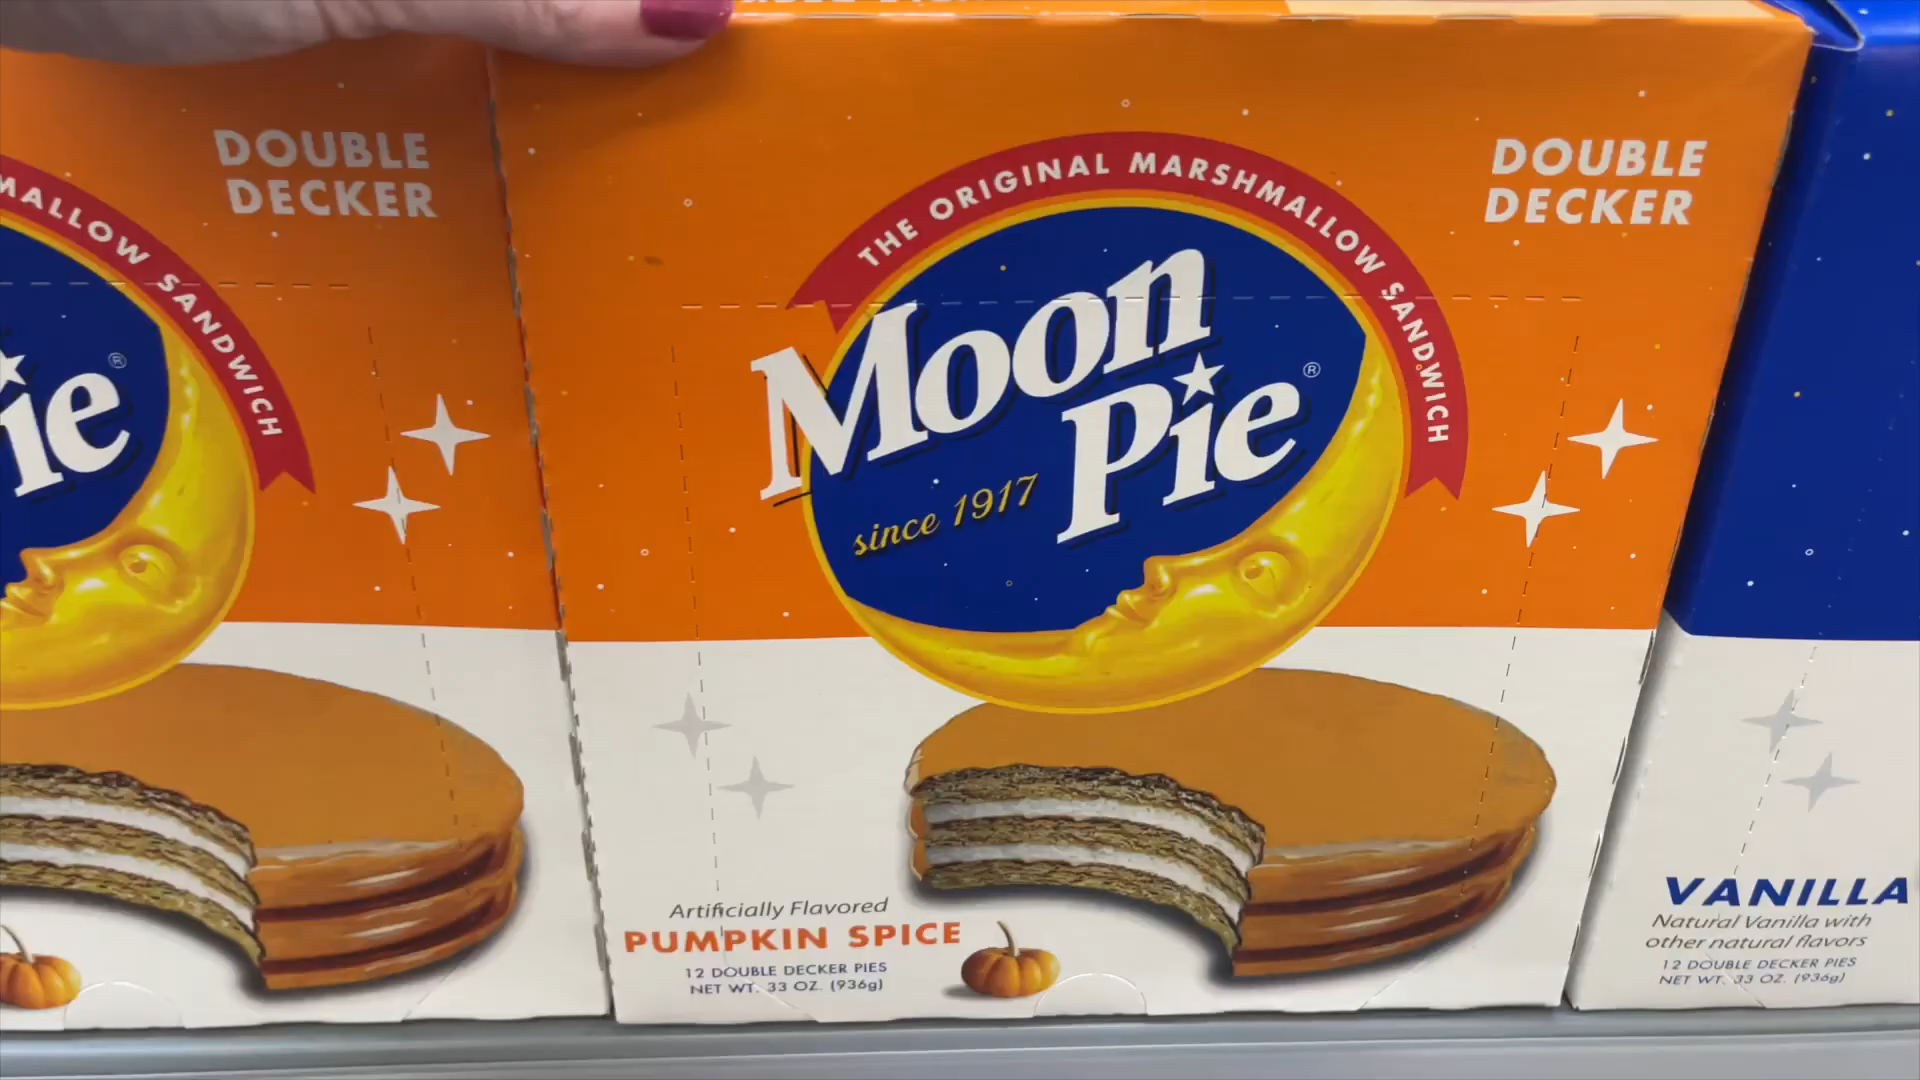 DOUBLE
DECKER
MALLOW SANDWICH
ie®
THE ORIGINAL MARSHMALLOW SANDWICH
DOUBLE
DECKER
Moon
Pie®
since 1917
Artificially Flavored
PUMPKIN SPICE
12 DOUBLE DECKER PIES
NET WT. 33 OZ. (936g)
VANILLA
Natural Vanilla with
other natural flavors
12 DOUBLE DECKER PIES
NET WT. 33 OZ. (936g)